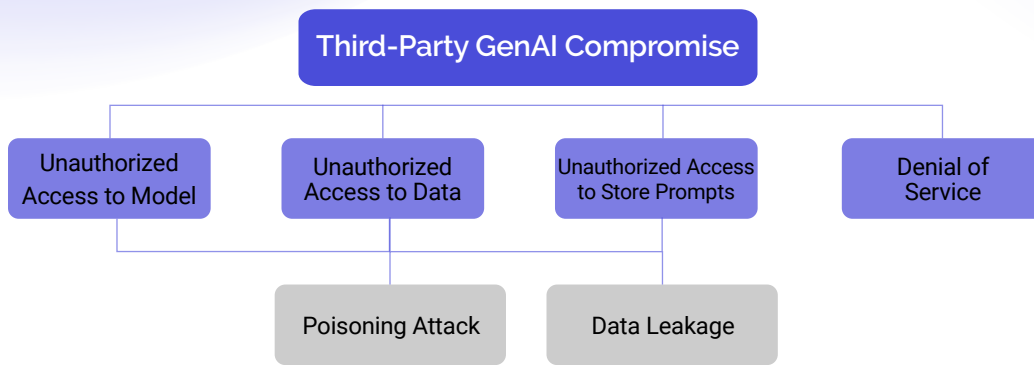 Third-Party GenAI Compromise
Unauthorized
Access to Model
Unauthorized
Access to Data
Unauthorized Access
to Store Prompts
Denial of
Service
Poisoning Attack
Data Leakage